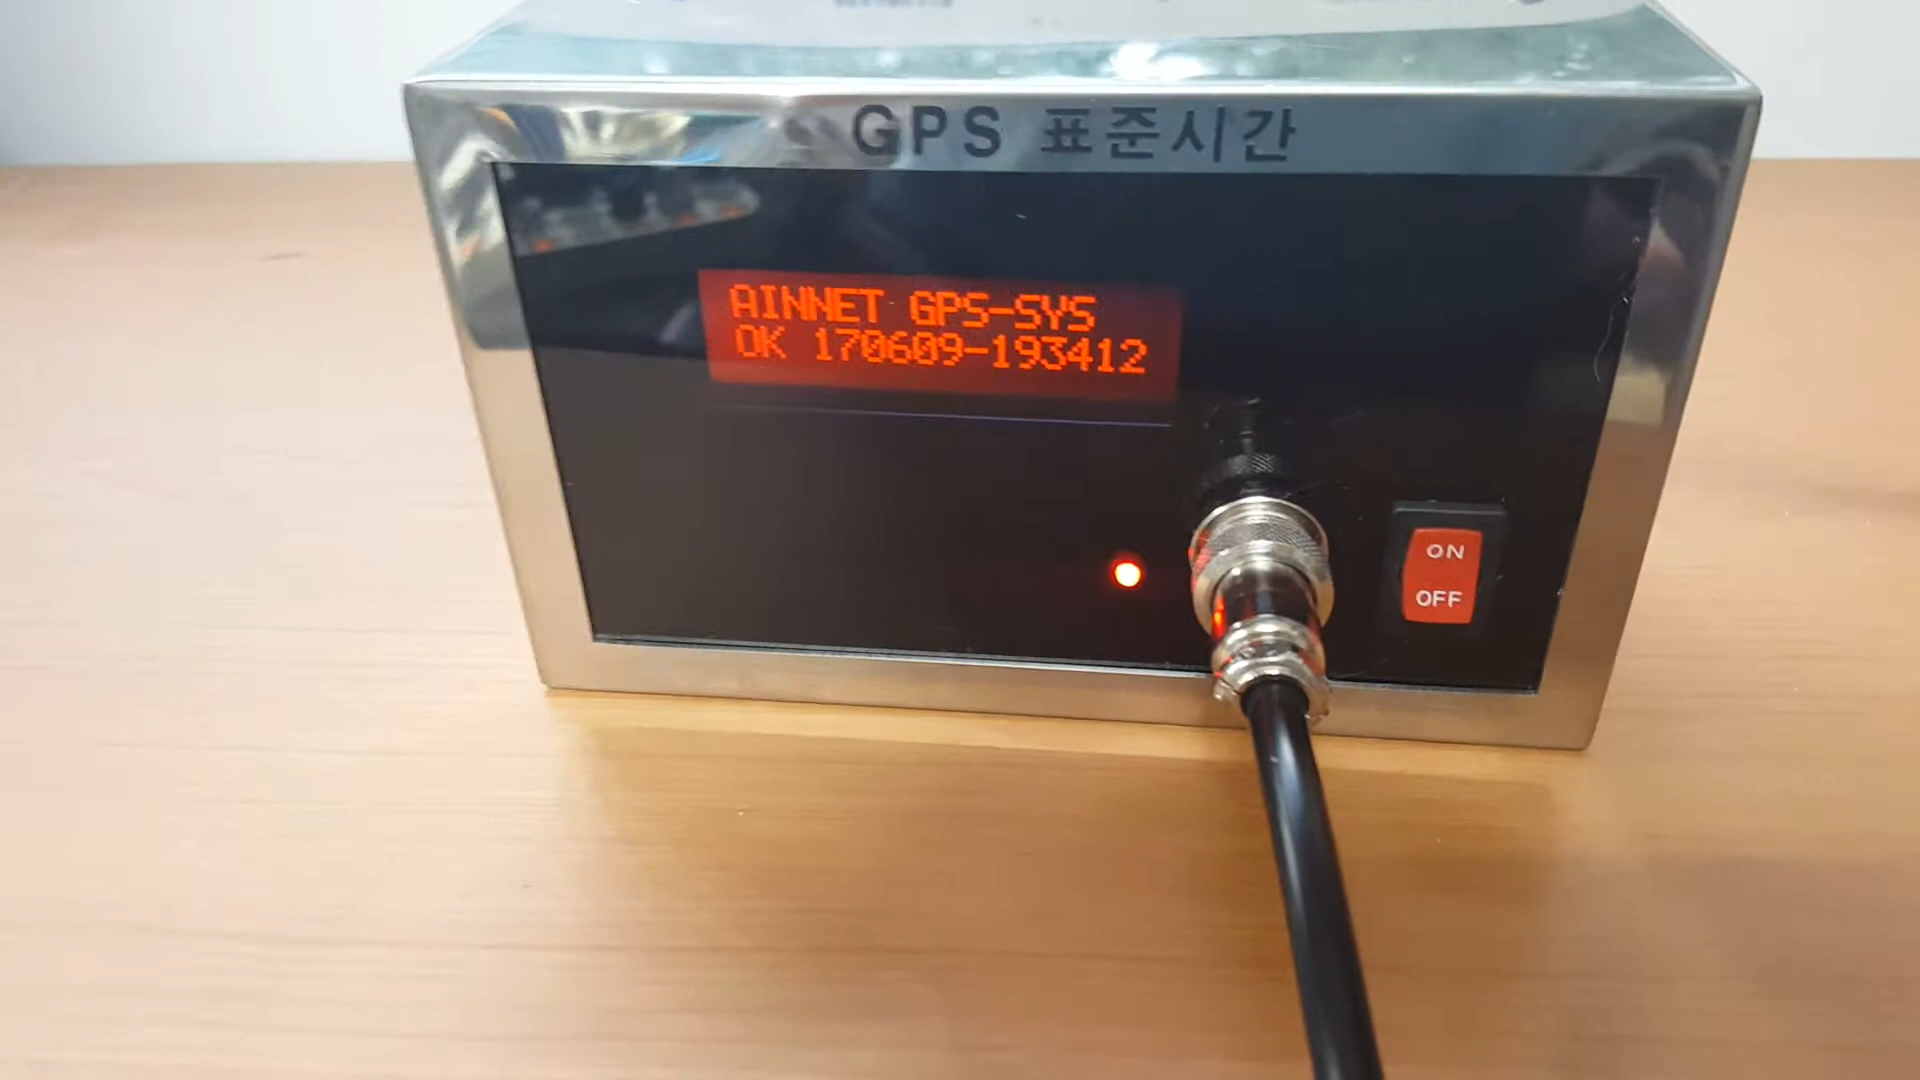 GPS 표준시간
AINNET GPS-SYS
OK 170609-193412
ON
OFF